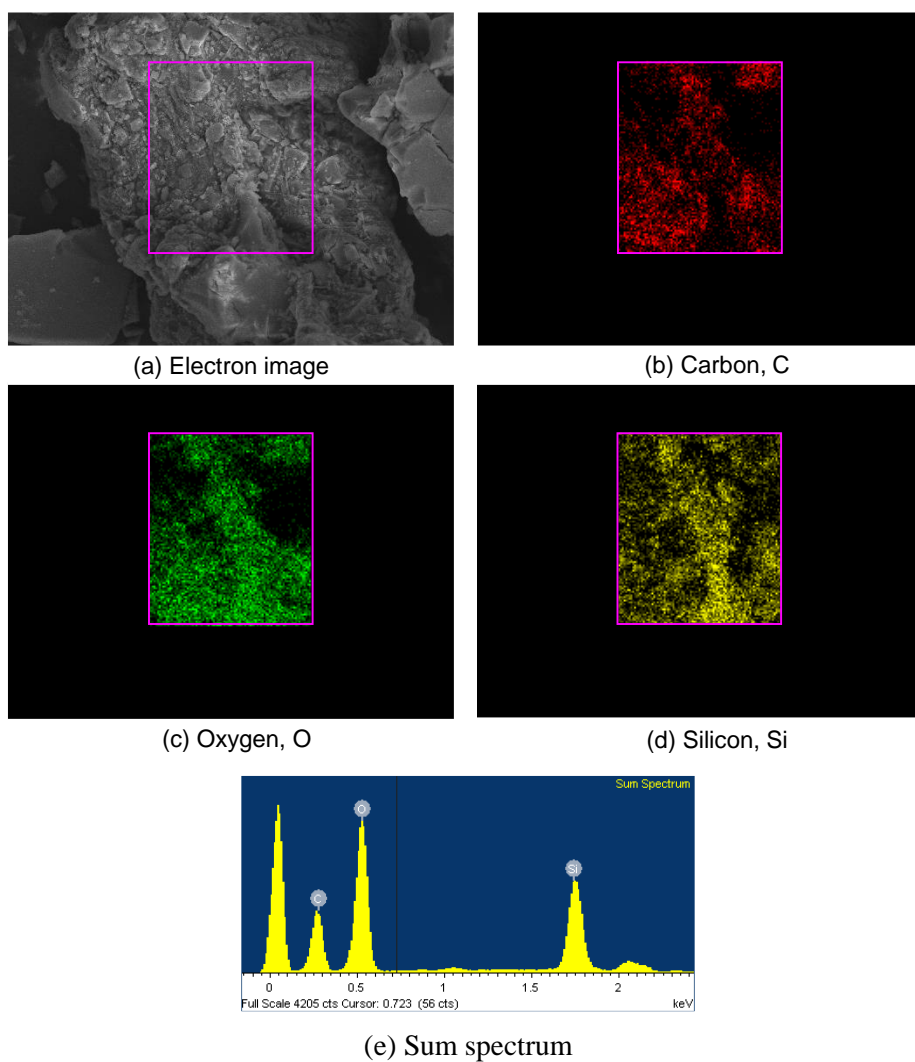 (a) Electron image
(b) Carbon, C
(c) Oxygen, O
(d) Silicon, Si
Sum Spectrum
O
Si
C
0 0.5 1 1.5 2
Full Scale 4205 cts Cursor: 0.723 (56 cts) keV
(e) Sum spectrum